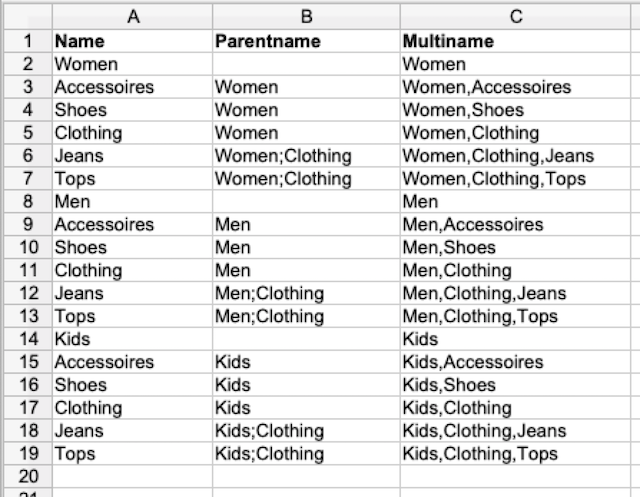 A B C
1 Name Parentname Multiname
2 Women Women
3 Accessoires Women Women,Accessoires
4 Shoes Women Women,Shoes
5 Clothing Women Women,Clothing
6 Jeans Women;Clothing Women,Clothing,Jeans
7 Tops Women;Clothing Women,Clothing,Tops
8 Men Men
9 Accessoires Men Men,Accessoires
10 Shoes Men Men,Shoes
11 Clothing Men Men,Clothing
12 Jeans Men;Clothing Men,Clothing,Jeans
13 Tops Men;Clothing Men,Clothing,Tops
14 Kids Kids
15 Accessoires Kids Kids,Accessoires
16 Shoes Kids Kids,Shoes
17 Clothing Kids Kids,Clothing
18 Jeans Kids;Clothing Kids,Clothing,Jeans
19 Tops Kids;Clothing Kids,Clothing,Tops
20